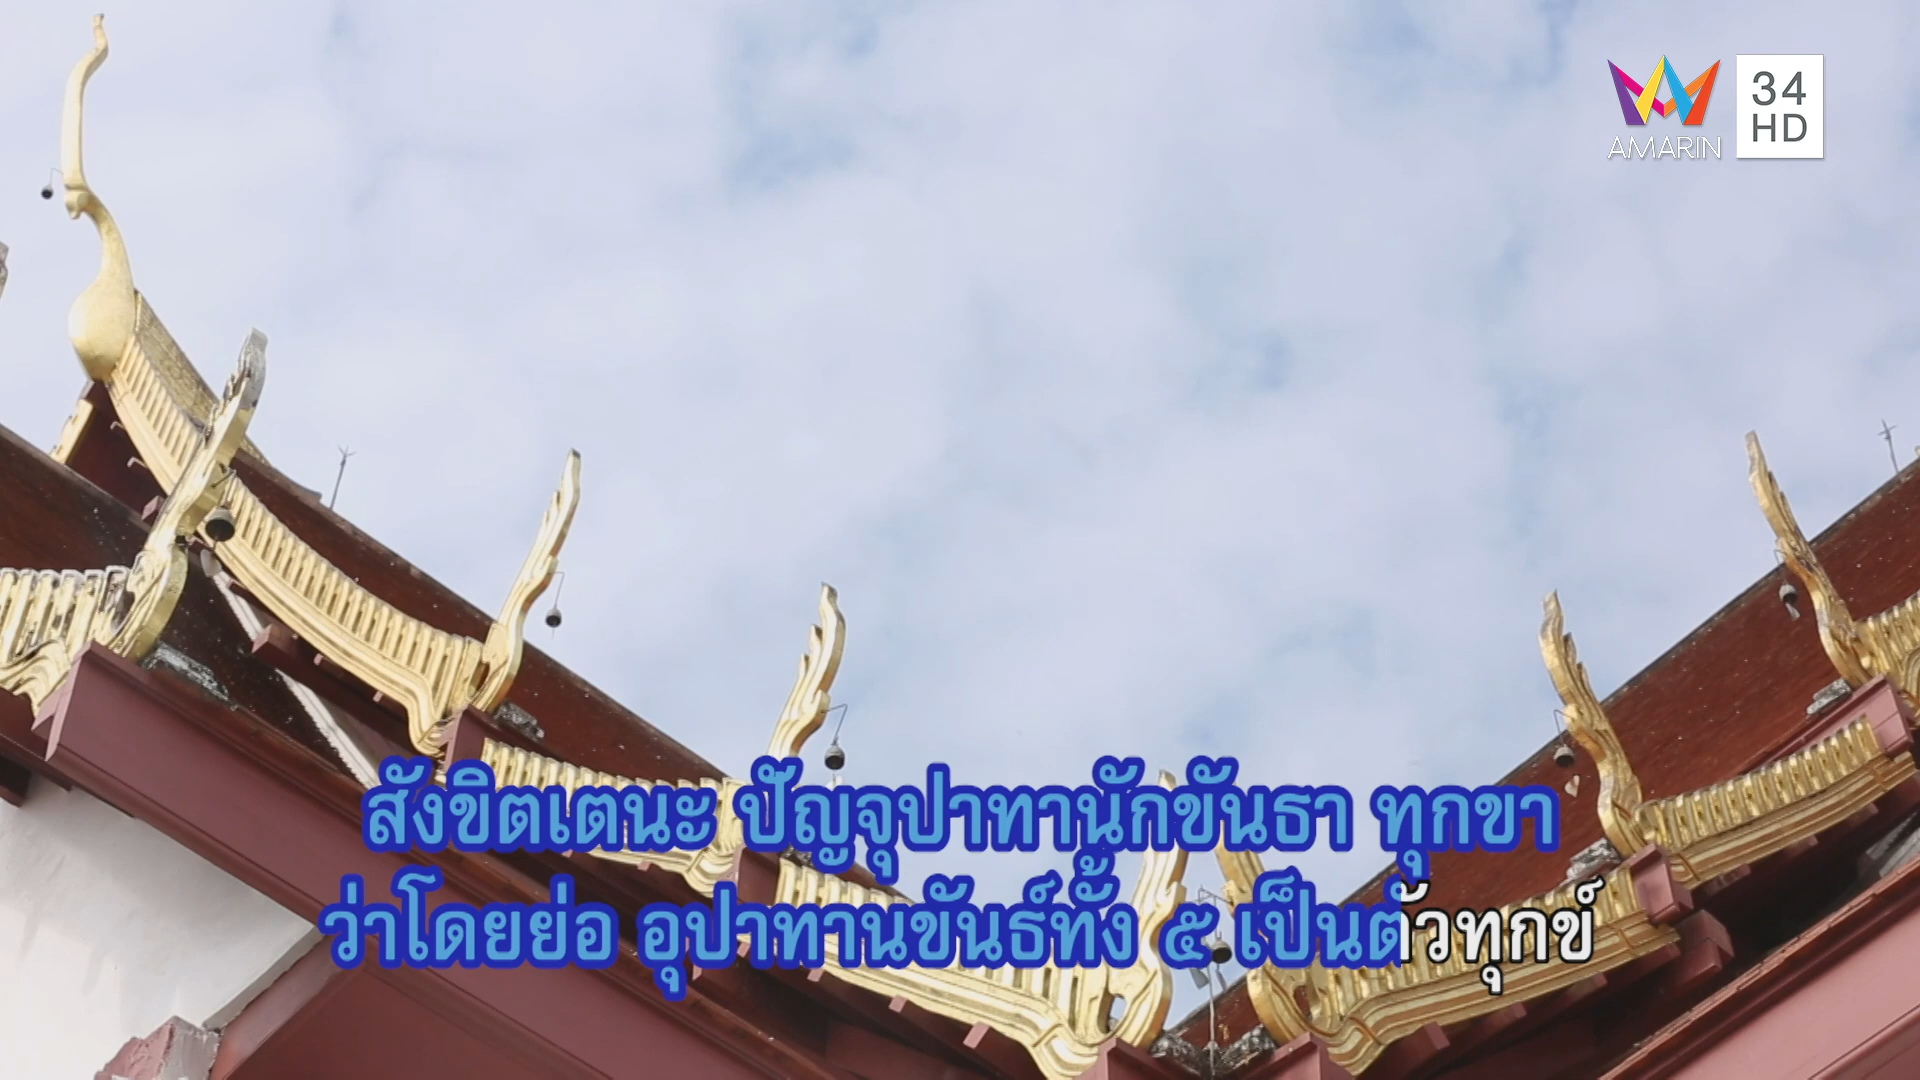 34
HD
AMARIN
สังขิตเตนะ ปัญจุปาทานักขันธา ทุกขา
ว่าโดยย่อ อุปาทานขันธ์ทั้ง ๕ เป็นตัวทุกข์